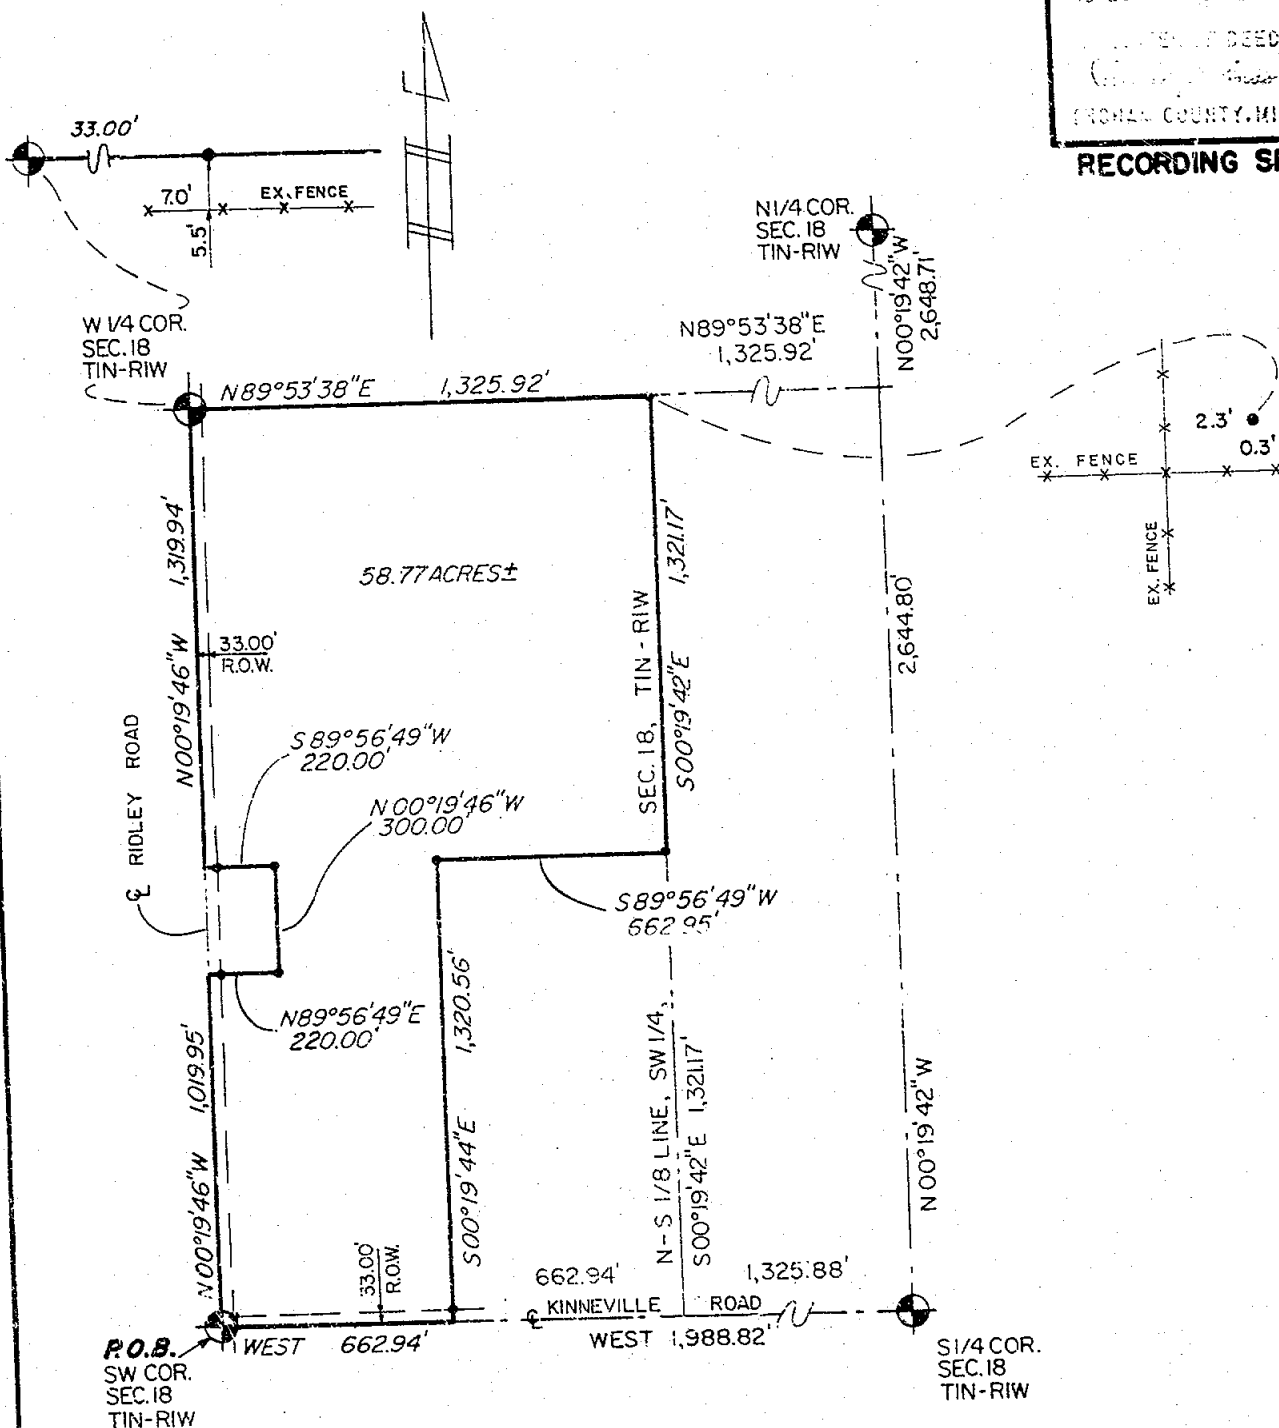 DEED
COUNTY, MI
RECORDING S
33.00'
7.0'
EX. FENCE
5.5'
N1/4 COR.
SEC. 18
T1N-R1W
N00°19'42"W
2,648.71'
W 1/4 COR.
SEC. 18
T1N-R1W
N89°53'38"E
1,325.92'
N89°53'38"E 1,325.92'
2.3'
0.3'
EX. FENCE
EX. FENCE
1,319.94'
N00°19'46"W
58.77 ACRES±
1,321.17'
S00°19'42"E
SEC. 18, T1N-R1W
2,644.80'
33.00'
R.O.W.
℄ RIDLEY ROAD
S89°56'49"W
220.00'
N00°19'46"W
300.00'
S89°56'49"W
662.95'
N89°56'49"E
220.00'
1,019.95'
N00°19'46"W
1,320.56'
S00°19'44"E
N-S 1/8 LINE, SW1/4,
S00°19'42"E 1,321.17'
N00°19'42"W
33.00'
R.O.W.
662.94'
1,325.88'
℄ KINNEVILLE ROAD
WEST 1,988.82'
WEST 662.94'
P.O.B.
SW COR.
SEC. 18
T1N-R1W
S1/4 COR.
SEC. 18
T1N-R1W